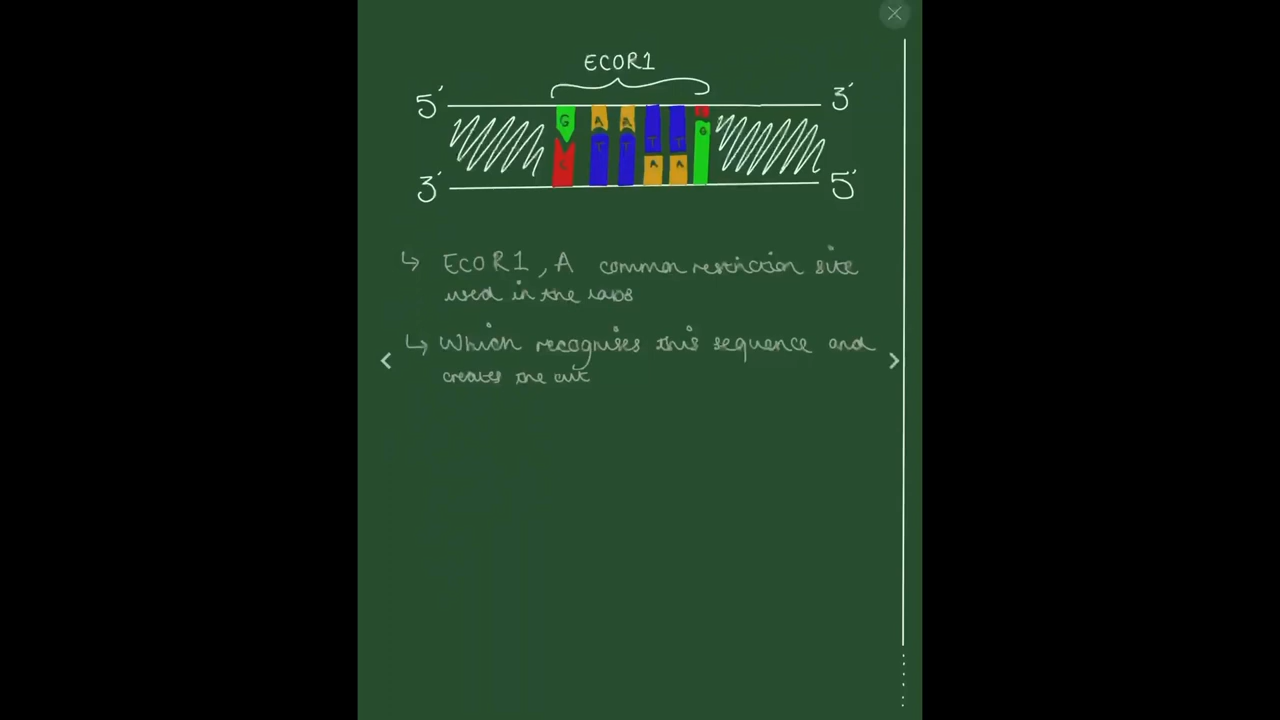 ECOR1
5´ 3´
G A A T T
T T A A G
3´ 5´
↳ ECOR1, A common restriction site
used in the labs
↳ Which recognises this sequence and
creates the cut